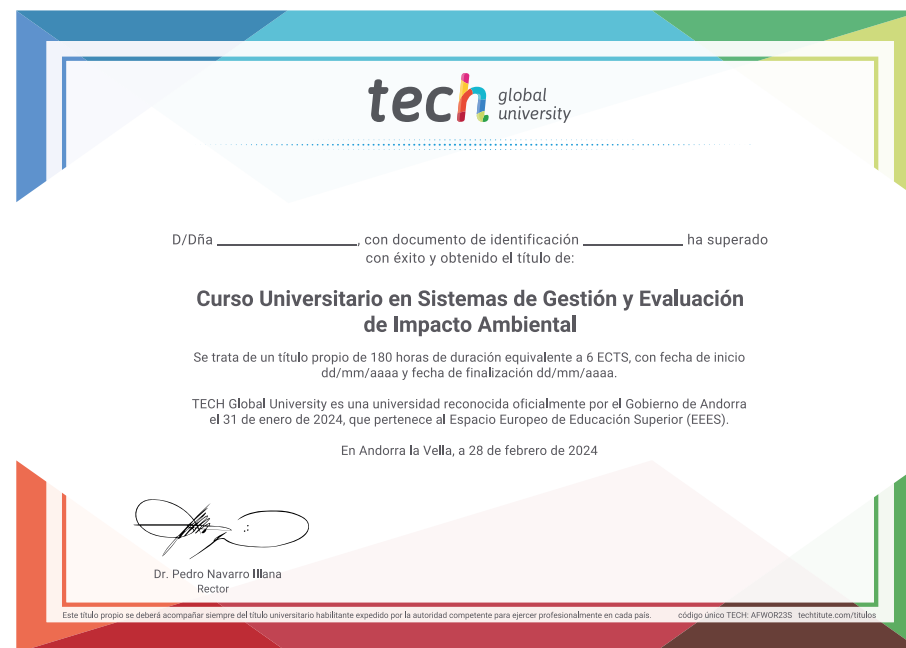 tech global university
D/Dña ____________________, con documento de identificación ______________ ha superado
con éxito y obtenido el título de:
Curso Universitario en Sistemas de Gestión y Evaluación
de Impacto Ambiental
Se trata de un título propio de 180 horas de duración equivalente a 6 ECTS, con fecha de inicio
dd/mm/aaaa y fecha de finalización dd/mm/aaaa.
TECH Global University es una universidad reconocida oficialmente por el Gobierno de Andorra
el 31 de enero de 2024, que pertenece al Espacio Europeo de Educación Superior (EEES).
En Andorra la Vella, a 28 de febrero de 2024
Dr. Pedro Navarro Illana
Rector
Este título propio se deberá acompañar siempre del título universitario habilitante expedido por la autoridad competente para ejercer profesionalmente en cada país. código único TECH: AFWOR23S techtitute.com/titulos